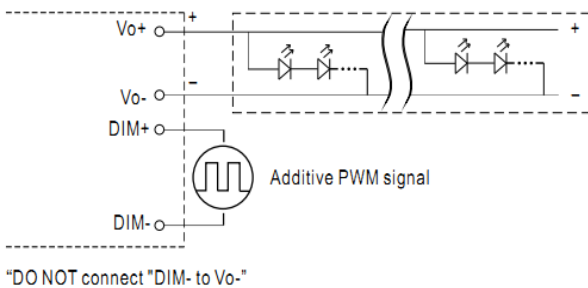 Vo+
+
+
Vo-
−
−
DIM+
Additive PWM signal
DIM-
“DO NOT connect "DIM- to Vo-”